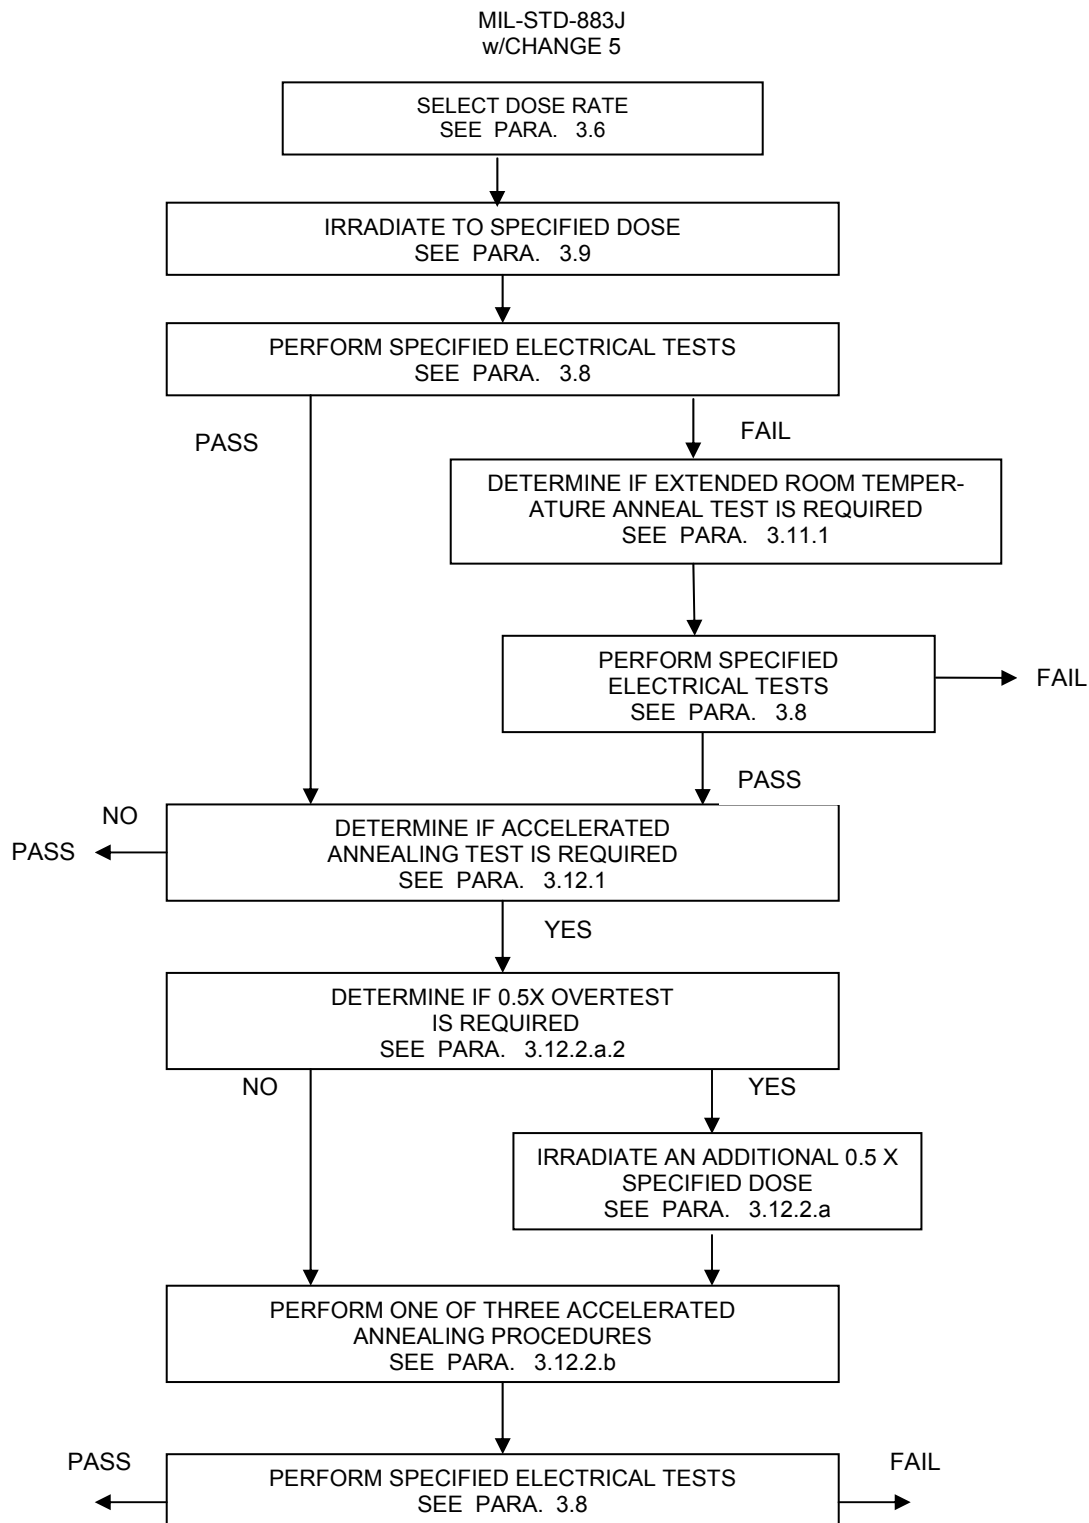 MIL-STD-883J
w/CHANGE 5
SELECT DOSE RATE
SEE PARA. 3.6
IRRADIATE TO SPECIFIED DOSE
SEE PARA. 3.9
PERFORM SPECIFIED ELECTRICAL TESTS
SEE PARA. 3.8
PASS
FAIL
DETERMINE IF EXTENDED ROOM TEMPER-
ATURE ANNEAL TEST IS REQUIRED
SEE PARA. 3.11.1
PERFORM SPECIFIED
ELECTRICAL TESTS
SEE PARA. 3.8
FAIL
PASS
NO
PASS
DETERMINE IF ACCELERATED
ANNEALING TEST IS REQUIRED
SEE PARA. 3.12.1
YES
DETERMINE IF 0.5X OVERTEST
IS REQUIRED
SEE PARA. 3.12.2.a.2
NO
YES
IRRADIATE AN ADDITIONAL 0.5 X
SPECIFIED DOSE
SEE PARA. 3.12.2.a
PERFORM ONE OF THREE ACCELERATED
ANNEALING PROCEDURES
SEE PARA. 3.12.2.b
PASS
FAIL
PERFORM SPECIFIED ELECTRICAL TESTS
SEE PARA. 3.8